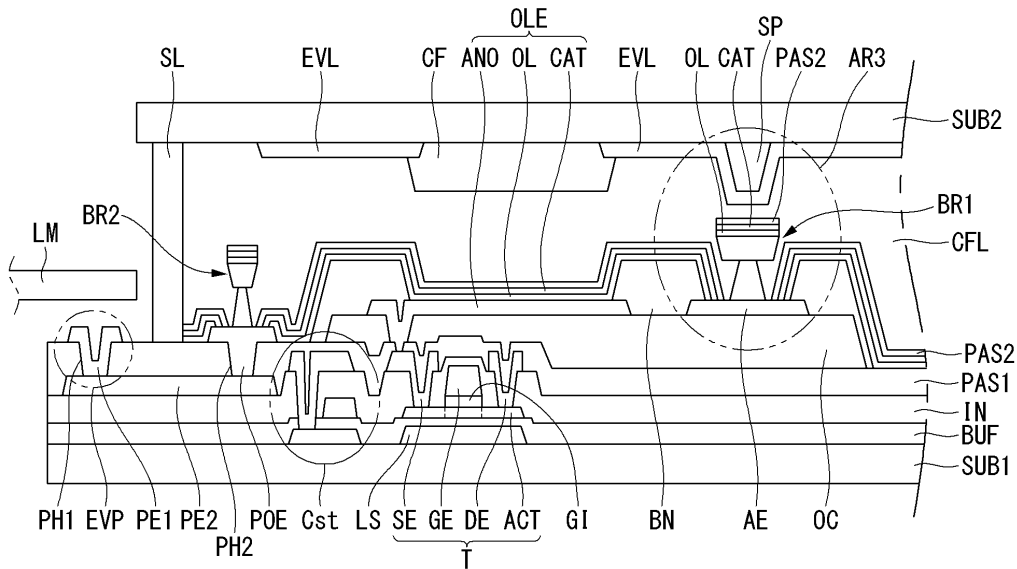 OLE
SP
SL EVL CF ANO OL CAT EVL OL CAT PAS2 AR3
SUB2
BR2
BR1
LM
CFL
PAS2
PAS1
IN
BUF
SUB1
PH1 EVP PE1 PE2 POE Cst LS SE GE DE ACT GI BN AE OC
PH2
T